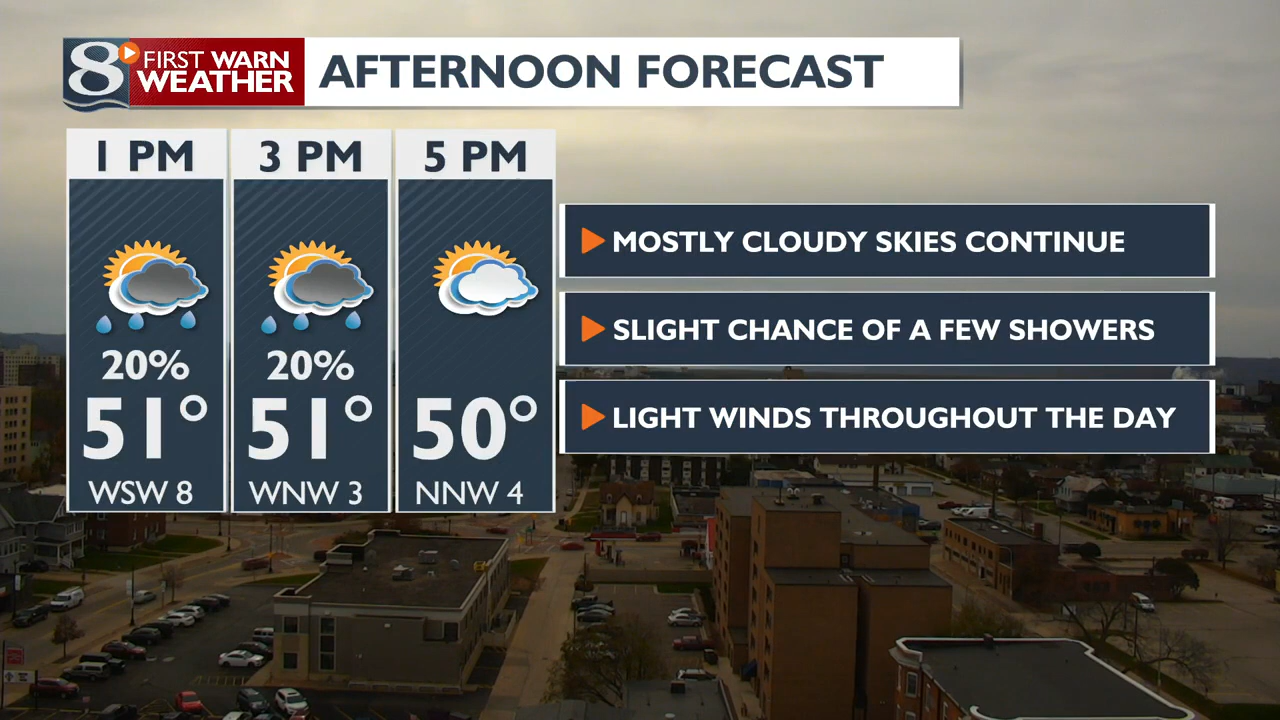 8 FIRST WARN
WEATHER
AFTERNOON FORECAST
1 PM
20%
51°
WSW 8
3 PM
20%
51°
WNW 3
5 PM
50°
NNW 4
MOSTLY CLOUDY SKIES CONTINUE
SLIGHT CHANCE OF A FEW SHOWERS
LIGHT WINDS THROUGHOUT THE DAY